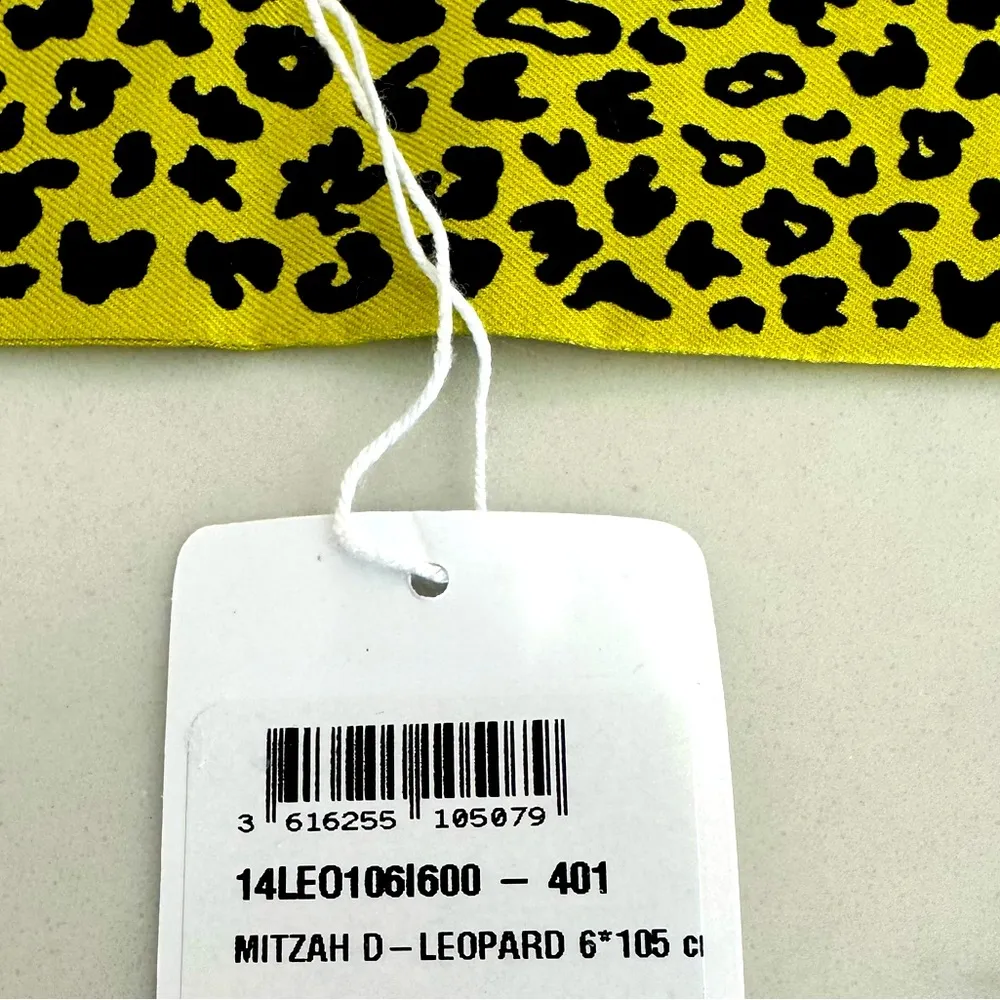 3 616255 105079
14LEO106I600 – 401
MITZAH D–LEOPARD 6*105